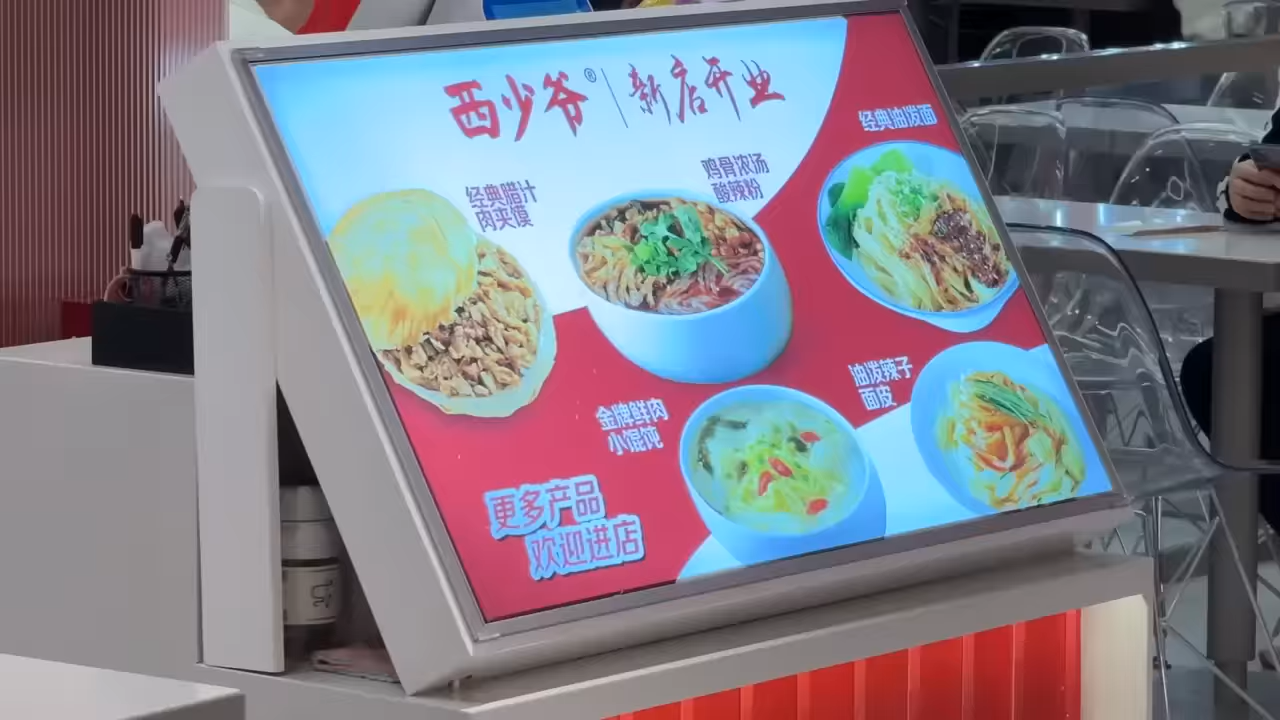 西少爷®|新店开业
经典油泼面
鸡骨浓汤
酸辣粉
经典腊汁
肉夹馍
油泼辣子
面皮
金牌鲜肉
小馄饨
更多产品
欢迎进店